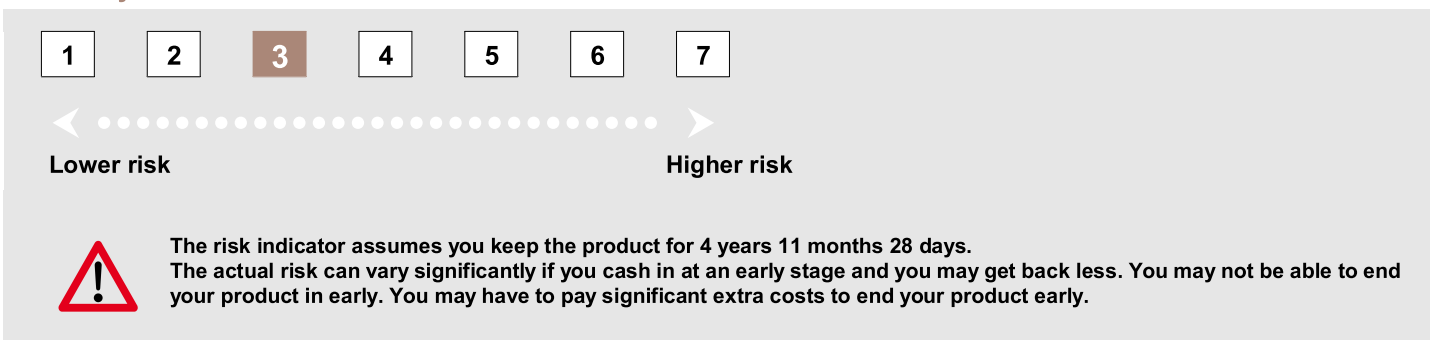 1 2 3 4 5 6 7
Lower risk Higher risk
The risk indicator assumes you keep the product for 4 years 11 months 28 days.
The actual risk can vary significantly if you cash in at an early stage and you may get back less. You may not be able to end
your product in early. You may have to pay significant extra costs to end your product early.